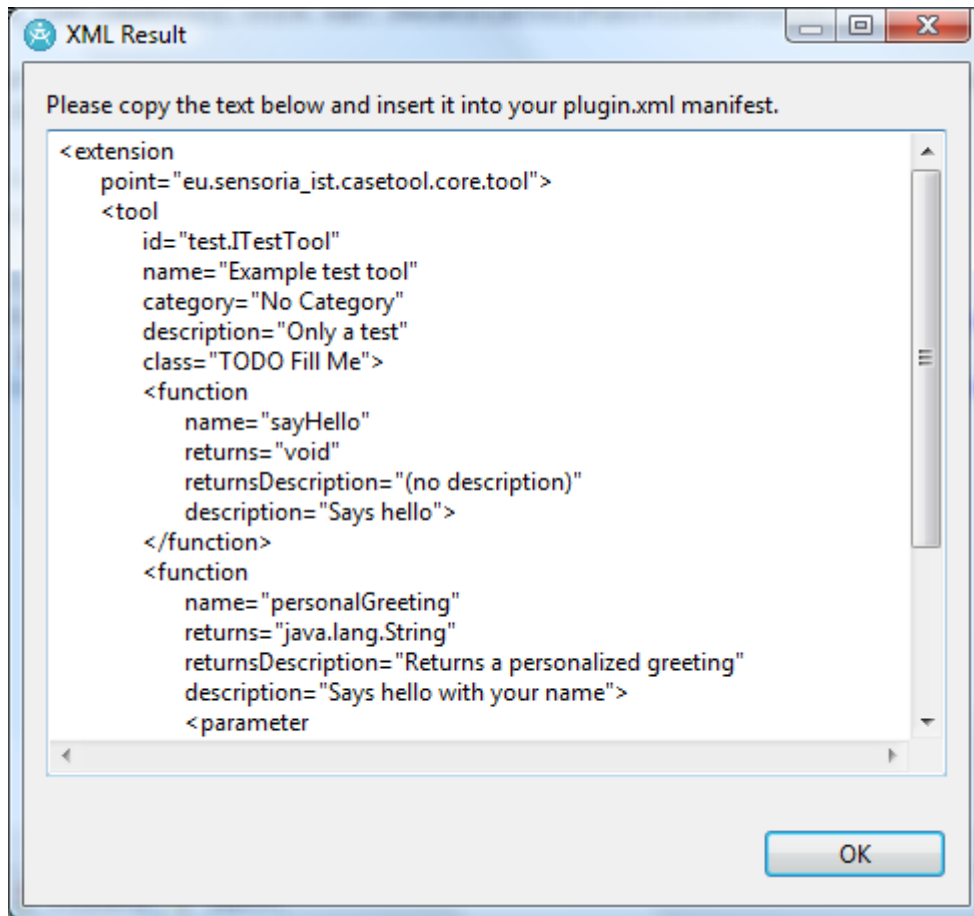 XML Result
Please copy the text below and insert it into your plugin.xml manifest.
<extension
point="eu.sensoria_ist.casetool.core.tool">
<tool
id="test.ITestTool"
name="Example test tool"
category="No Category"
description="Only a test"
class="TODO Fill Me">
<function
name="sayHello"
returns="void"
returnsDescription="(no description)"
description="Says hello">
</function>
<function
name="personalGreeting"
returns="java.lang.String"
returnsDescription="Returns a personalized greeting"
description="Says hello with your name">
<parameter
OK